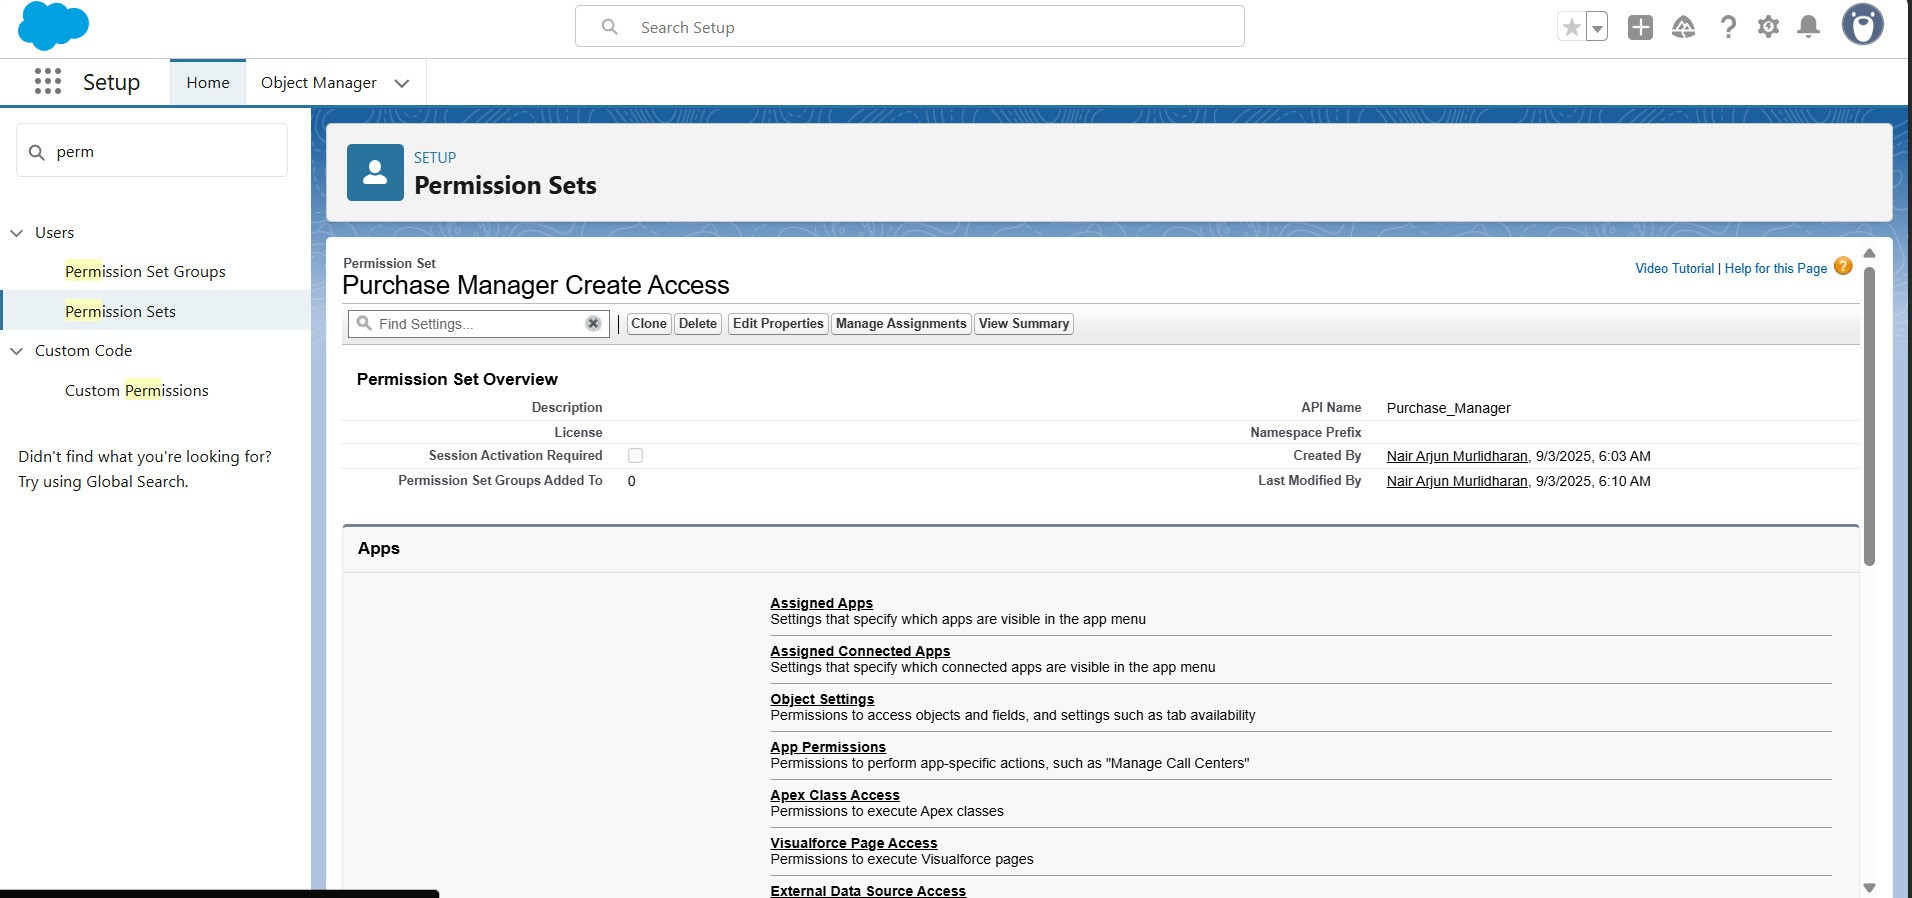 Search Setup
Setup
Home
Object Manager
perm
Users
Permission Set Groups
Permission Sets
Custom Code
Custom Permissions
Didn't find what you're looking for?
Try using Global Search.
SETUP
Permission Sets
Permission Set
Purchase Manager Create Access
Video Tutorial | Help for this Page
Find Settings...
Clone
Delete
Edit Properties
Manage Assignments
View Summary
Permission Set Overview
Description
API Name Purchase_Manager
License
Namespace Prefix
Session Activation Required
Created By Nair Arjun Murlidharan, 9/3/2025, 6:03 AM
Permission Set Groups Added To 0
Last Modified By Nair Arjun Murlidharan, 9/3/2025, 6:10 AM
Apps
Assigned Apps
Settings that specify which apps are visible in the app menu
Assigned Connected Apps
Settings that specify which connected apps are visible in the app menu
Object Settings
Permissions to access objects and fields, and settings such as tab availability
App Permissions
Permissions to perform app-specific actions, such as "Manage Call Centers"
Apex Class Access
Permissions to execute Apex classes
Visualforce Page Access
Permissions to execute Visualforce pages
External Data Source Access